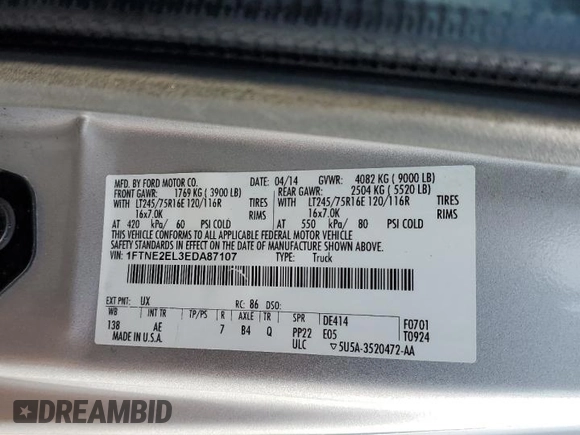 MFD. BY FORD MOTOR CO.
04/14 GVWR: 4082 KG ( 9000 LB)
FRONT GAWR: 1769 KG ( 3900 LB)
REAR GAWR: 2504 KG ( 5520 LB)
WITH LT245/75R16E 120/116R TIRES
16x7.0K RIMS
AT 420 kPa/ 60 PSI COLD
WITH LT245/75R16E 120/116R TIRES
16x7.0K RIMS
AT 550 kPa/ 80 PSI COLD
THIS VEHICLE CONFORMS TO ALL APPLICABLE FEDERAL MOTOR VEHICLE
SAFETY STANDARDS IN EFFECT ON THE DATE OF MANUFACTURE SHOWN ABOVE.
VIN: 1FTNE2EL3EDA87107 TYPE: Truck
EXT PNT: UX RC: 86 DSO:
WB INT TR TP/PS R AXLE TR SPR DE414 F0701
138 AE 7 B4 Q PP22 E05 T0924
MADE IN U.S.A. ULC ▽5U5A-3520472-AA
DREAMBID